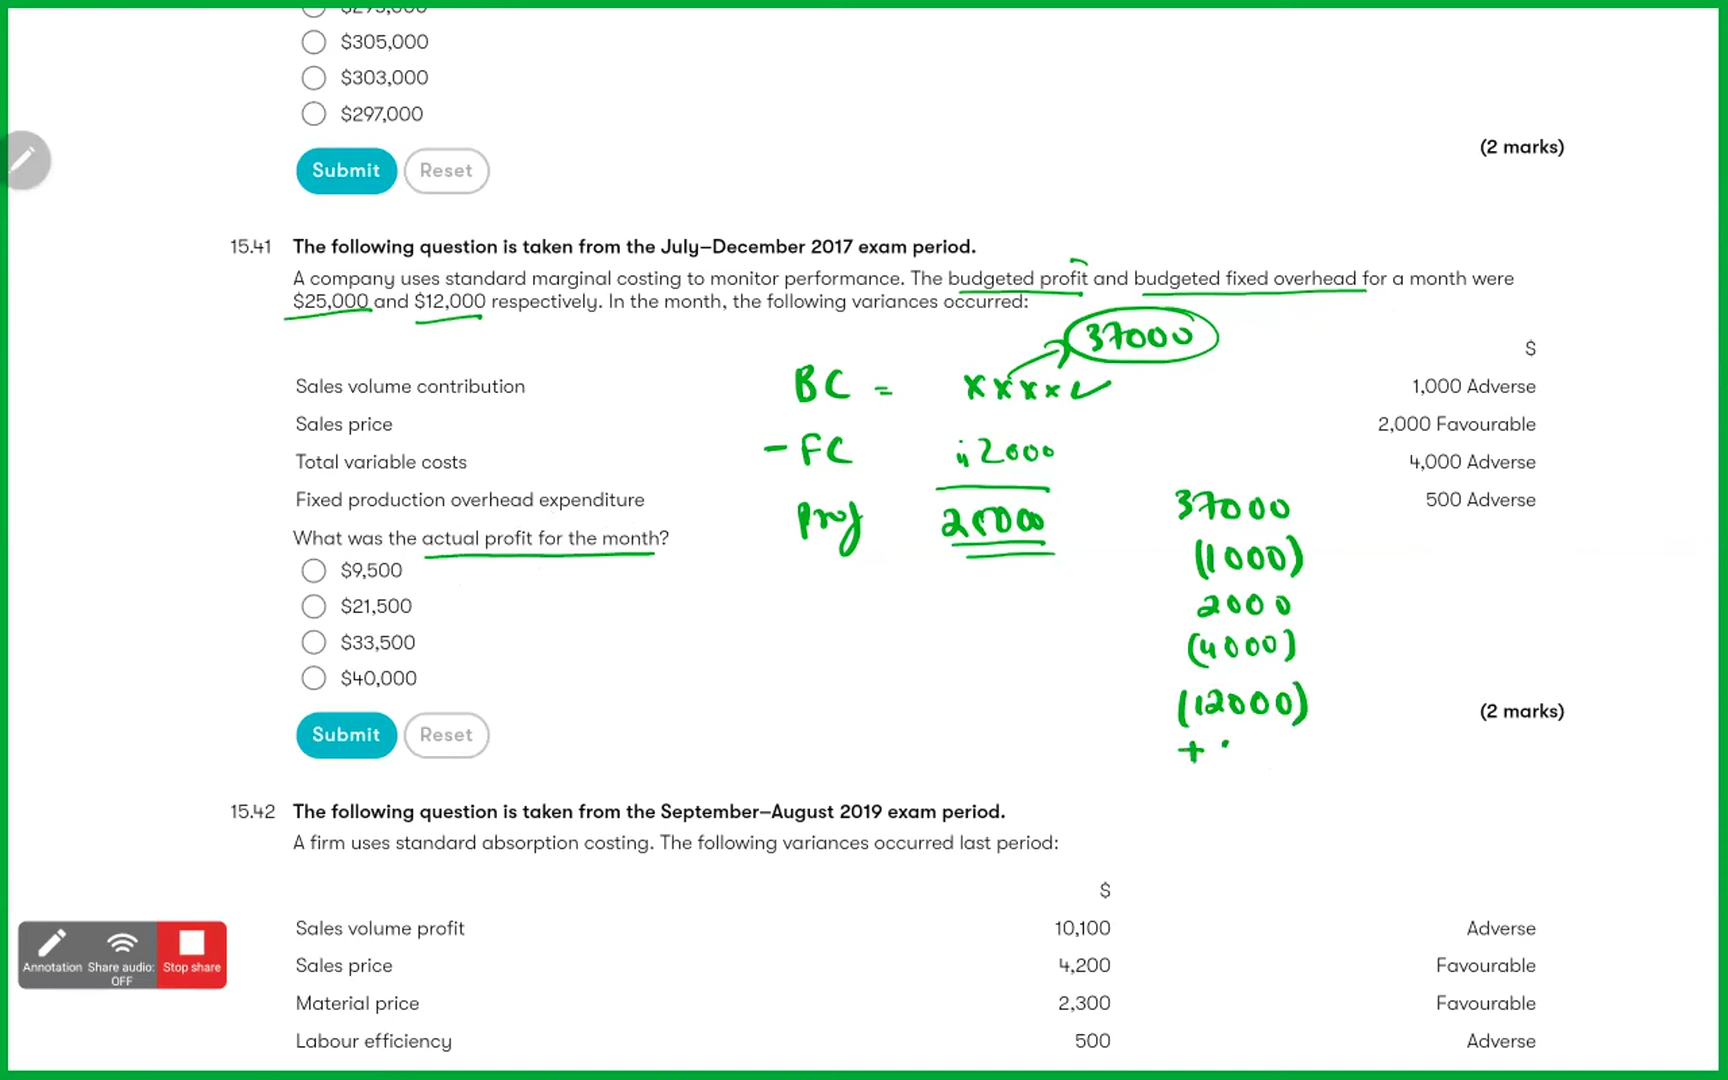 $305,000
$303,000
$297,000
(2 marks)
Submit Reset
15.41 The following question is taken from the July–December 2017 exam period.
A company uses standard marginal costing to monitor performance. The budgeted profit and budgeted fixed overhead for a month were
$25,000 and $12,000 respectively. In the month, the following variances occurred:
37000
$
Sales volume contribution BC = xxxx 1,000 Adverse
Sales price 2,000 Favourable
- FC 12000
Total variable costs 4,000 Adverse
Fixed production overhead expenditure 500 Adverse
Prof 25000
37000
What was the actual profit for the month?
(1000)
$9,500
$21,500 2000
$33,500 (4000)
$40,000
(12000)
(2 marks)
Submit Reset
+
15.42 The following question is taken from the September–August 2019 exam period.
A firm uses standard absorption costing. The following variances occurred last period:
$
Sales volume profit 10,100 Adverse
Sales price 4,200 Favourable
Material price 2,300 Favourable
Labour efficiency 500 Adverse
Annotation Share audio: OFF Stop share